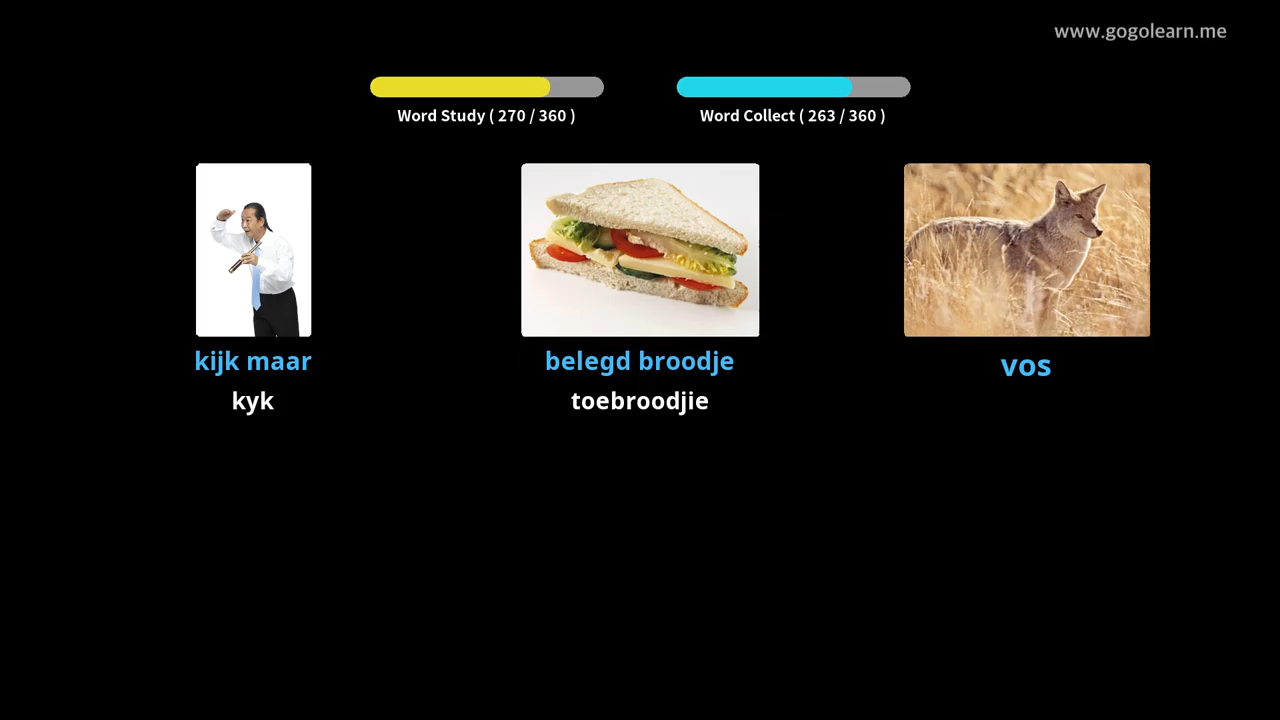 www.gogolearn.me
Word Study ( 270 / 360 )
Word Collect ( 263 / 360 )
kijk maar
kyk
belegd broodje
toebroodjie
vos